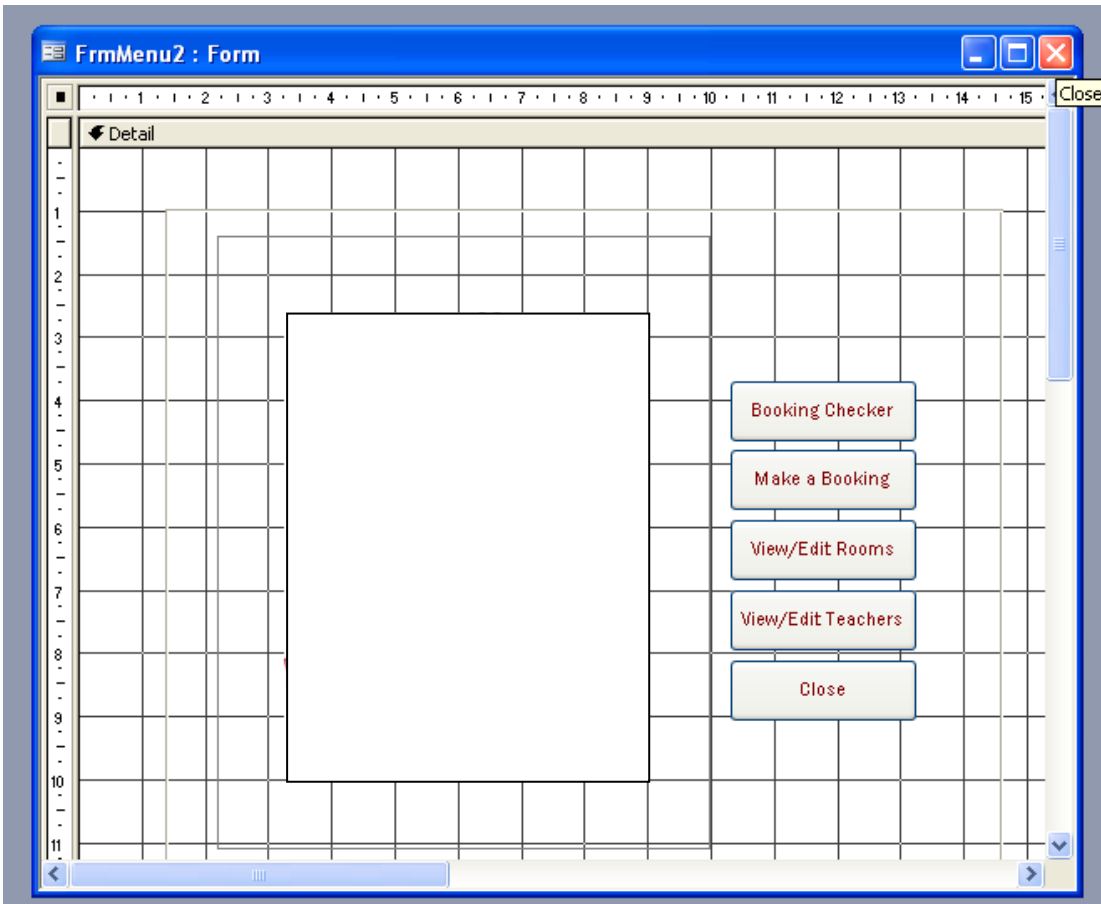 FrmMenu2 : Form
1 2 3 4 5 6 7 8 9 10 11 12 13 14 15
Close
Detail
1
2
3
4
5
6
7
8
9
10
11
Booking Checker
Make a Booking
View/Edit Rooms
View/Edit Teachers
Close